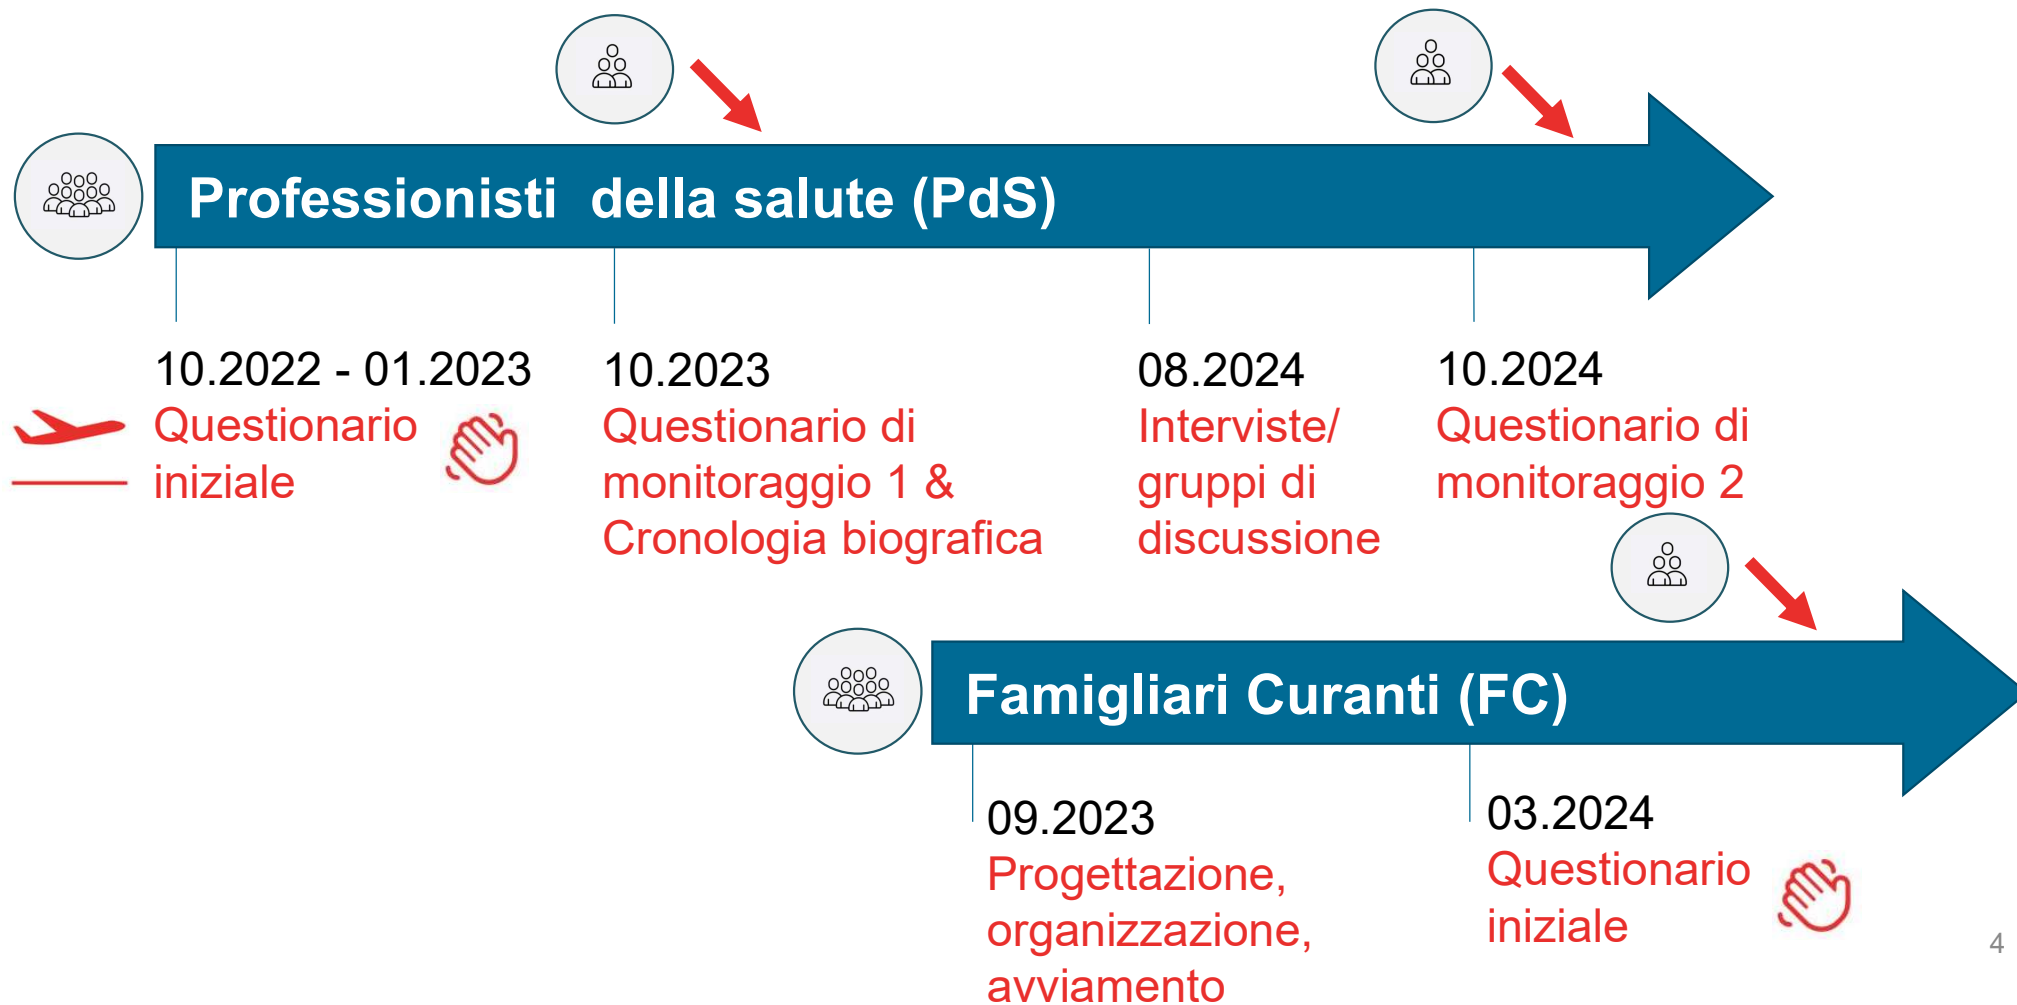 Professionisti  della salute (PdS)
10.2022 - 01.2023
Questionario
iniziale
10.2023
Questionario di
monitoraggio 1 &
Cronologia biografica
08.2024
Interviste/
gruppi di
discussione
10.2024
Questionario di
monitoraggio 2
Famigliari Curanti (FC)
09.2023
Progettazione,
organizzazione,
avviamento
03.2024
Questionario
iniziale
4